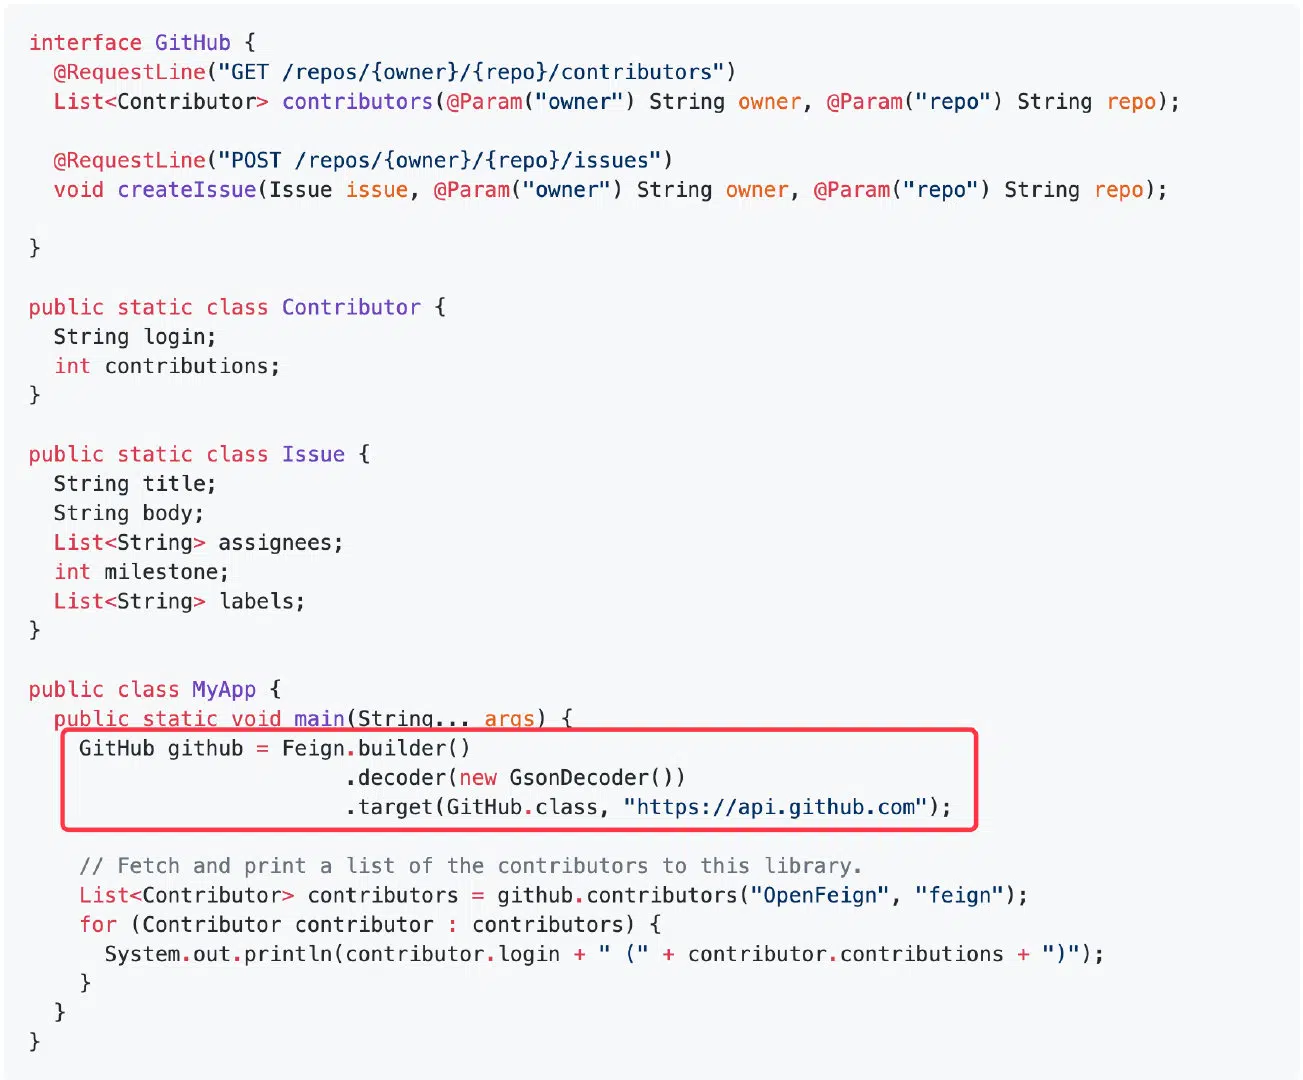 interface GitHub {
  @RequestLine("GET /repos/{owner}/{repo}/contributors")
  List<Contributor> contributors(@Param("owner") String owner, @Param("repo") String repo);

  @RequestLine("POST /repos/{owner}/{repo}/issues")
  void createIssue(Issue issue, @Param("owner") String owner, @Param("repo") String repo);

}

public static class Contributor {
  String login;
  int contributions;
}

public static class Issue {
  String title;
  String body;
  List<String> assignees;
  int milestone;
  List<String> labels;
}

public class MyApp {
  public static void main(String... args) {
    GitHub github = Feign.builder()
                         .decoder(new GsonDecoder())
                         .target(GitHub.class, "https://api.github.com");

    // Fetch and print a list of the contributors to this library.
    List<Contributor> contributors = github.contributors("OpenFeign", "feign");
    for (Contributor contributor : contributors) {
      System.out.println(contributor.login + " (" + contributor.contributions + ")");
    }
  }
}